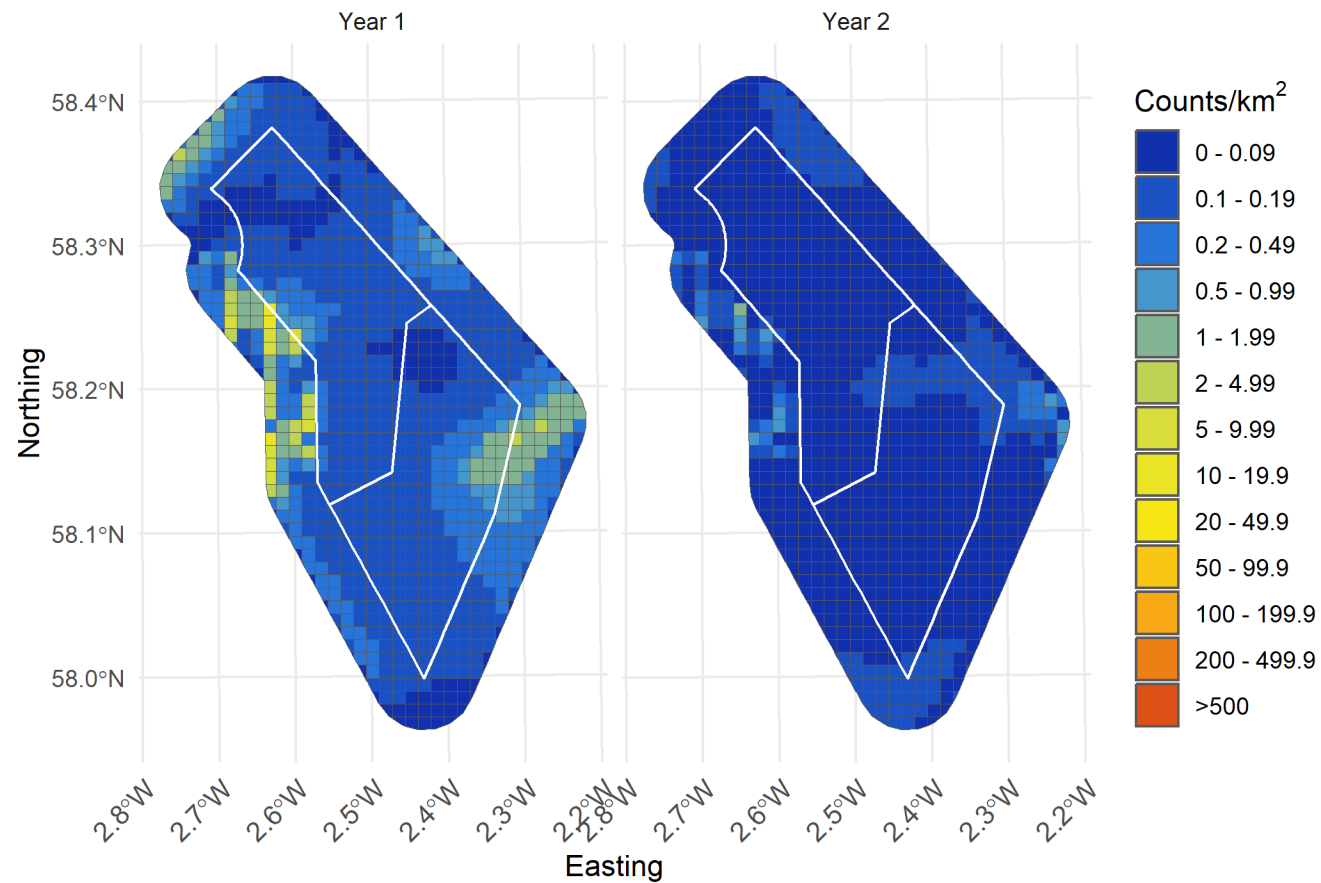 Year 1
Year 2
58.4°N
58.3°N
58.2°N
58.1°N
58.0°N
Northing
2.8°W
2.7°W
2.6°W
2.5°W
2.4°W
2.3°W
2.2°W
2.8°W
2.7°W
2.6°W
2.5°W
2.4°W
2.3°W
2.2°W
Easting
Counts/km²
0 - 0.09
0.1 - 0.19
0.2 - 0.49
0.5 - 0.99
1 - 1.99
2 - 4.99
5 - 9.99
10 - 19.9
20 - 49.9
50 - 99.9
100 - 199.9
200 - 499.9
>500